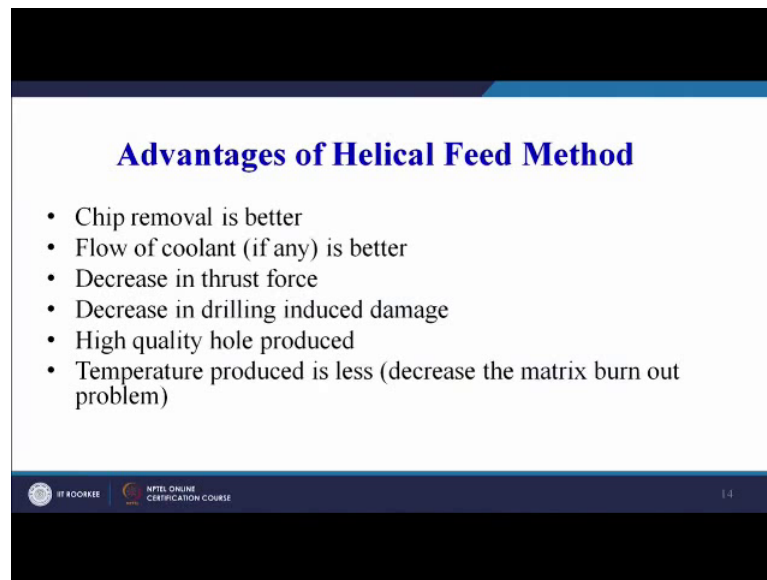 Advantages of Helical Feed Method
• Chip removal is better
• Flow of coolant (if any) is better
• Decrease in thrust force
• Decrease in drilling induced damage
• High quality hole produced
• Temperature produced is less (decrease the matrix burn out
problem)
IIT ROORKEE
NPTEL ONLINE
CERTIFICATION COURSE
14